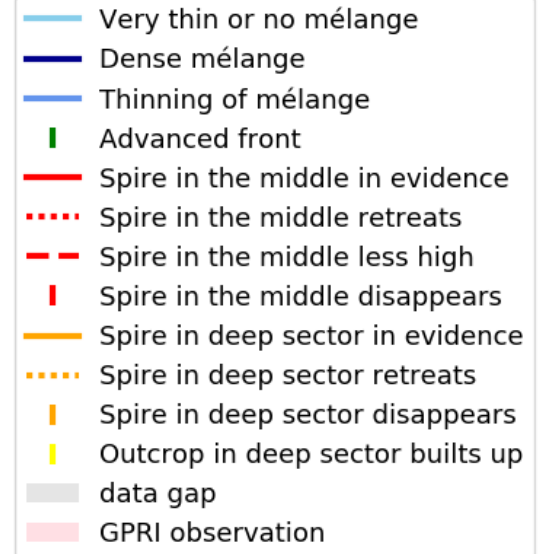 Very thin or no mélange
Dense mélange
Thinning of mélange
Advanced front
Spire in the middle in evidence
Spire in the middle retreats
Spire in the middle less high
Spire in the middle disappears
Spire in deep sector in evidence
Spire in deep sector retreats
Spire in deep sector disappears
Outcrop in deep sector builts up
data gap
GPRI observation